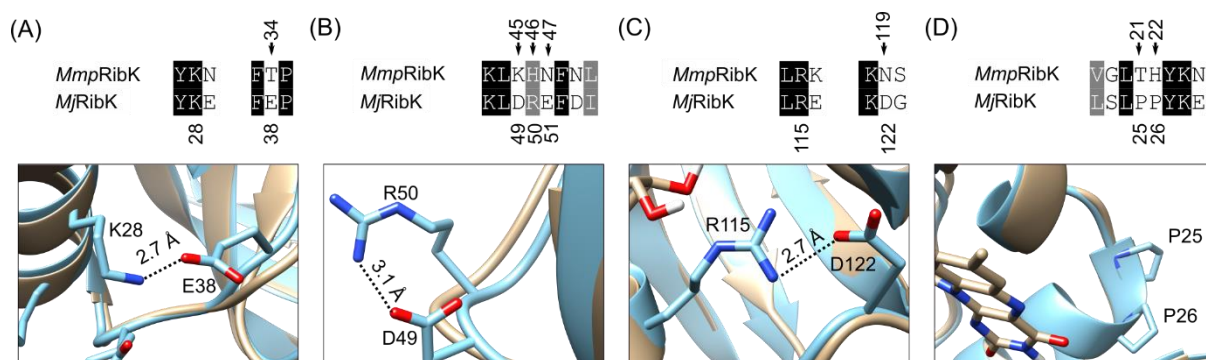 (A)
34
MmpRibK YKN FTP
MjRibK YKE FEP
28 38
K28
2.7 Å
E38
(B)
45 46 47
KLKHNFNL
KLDREFDI
49 50 51
R50
3.1 Å
D49
(C)
119
MmpRibK LRK KNS
MjRibK LRE KDG
115 122
R115
2.7 Å
D122
(D)
21 22
MmpRibK VGLTHYKN
MjRibK LSLPPYKE
25 26
P25
P26